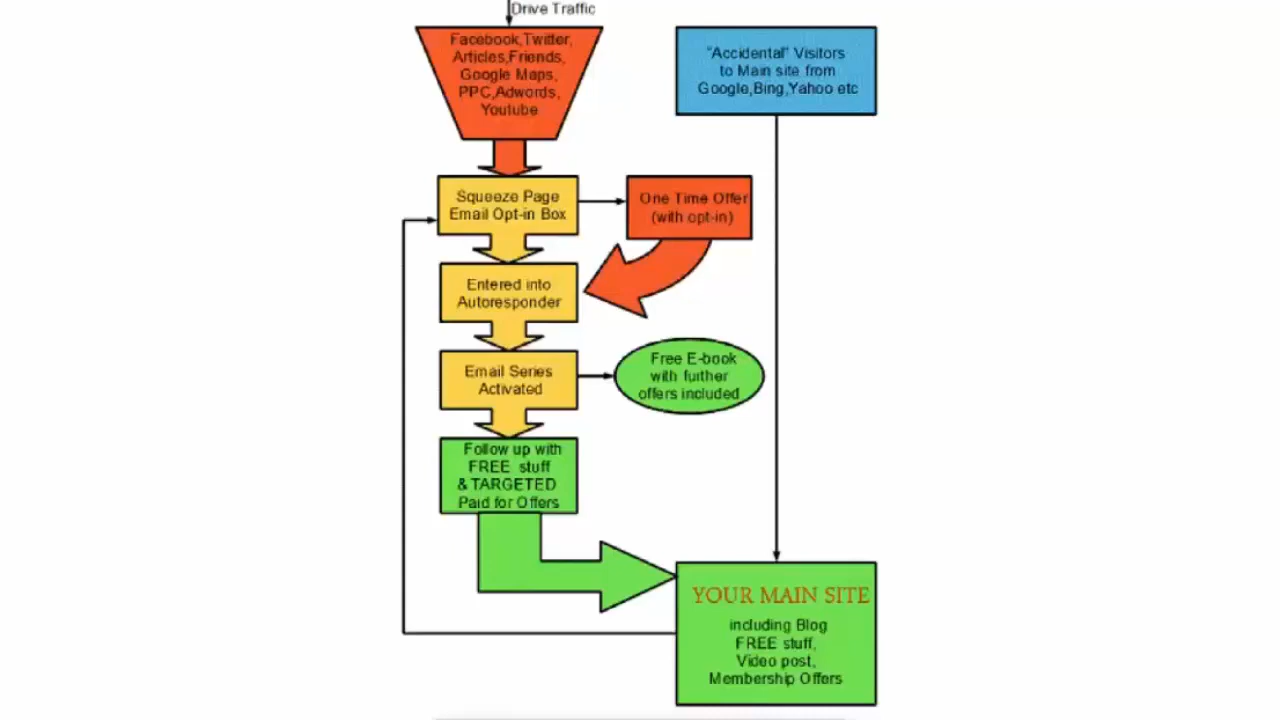 Drive Traffic
Facebook,Twitter,
Articles,Friends,
Google Maps,
PPC,Adwords,
Youtube
"Accidental" Visitors
to Main site from
Google,Bing,Yahoo etc
Squeeze Page
Email Opt-in Box
One Time Offer
(with opt-in)
Entered into
Autoresponder
Email Series
Activated
Free E-book
with further
offers included
Follow up with
FREE stuff
& TARGETED
Paid for Offers
YOUR MAIN SITE
including Blog
FREE stuff,
Video post,
Membership Offers